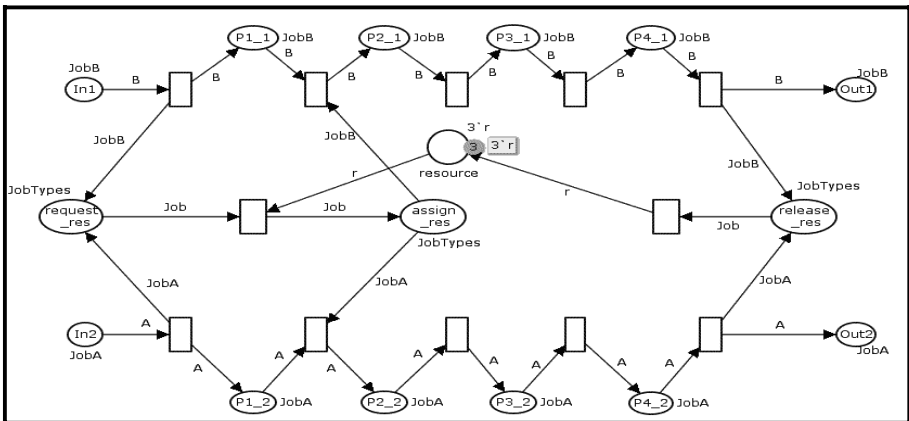 P1_1 JobB P2_1 JobB P3_1 JobB P4_1 JobB
B B B B B B B B
JobB JobB
In1 B B Out1
JobB JobB JobB
3`r
3 3`r
resource
r r
JobTypes JobTypes
request
_res
Job Job
assign
_res
JobTypes
Job
release
_res
JobA JobA JobA
In2 A A Out2
JobA JobA
A A A A A A A A
P1_2 JobA P2_2 JobA P3_2 JobA P4_2 JobA